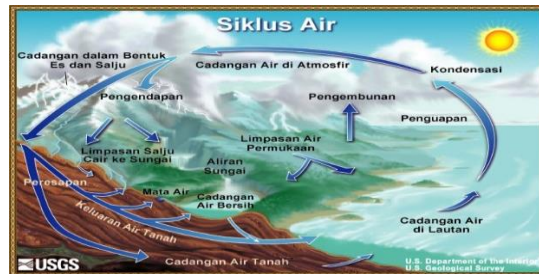 Siklus Air
Cadangan dalam Bentuk
Es dan Salju
Cadangan Air di Atmosfir
Kondensasi
Pengendapan
Pengembunan
Penguapan
Limpasan Salju
Cair ke Sungai
Limpasan Air
Permukaan
Aliran
Sungai
Peresapan
Mata Air
Cadangan
Air Bersih
Keluaran Air Tanah
Cadangan Air
di Lautan
Cadangan Air Tanah
USGS
U.S. Department of the Interior
U.S. Geological Survey